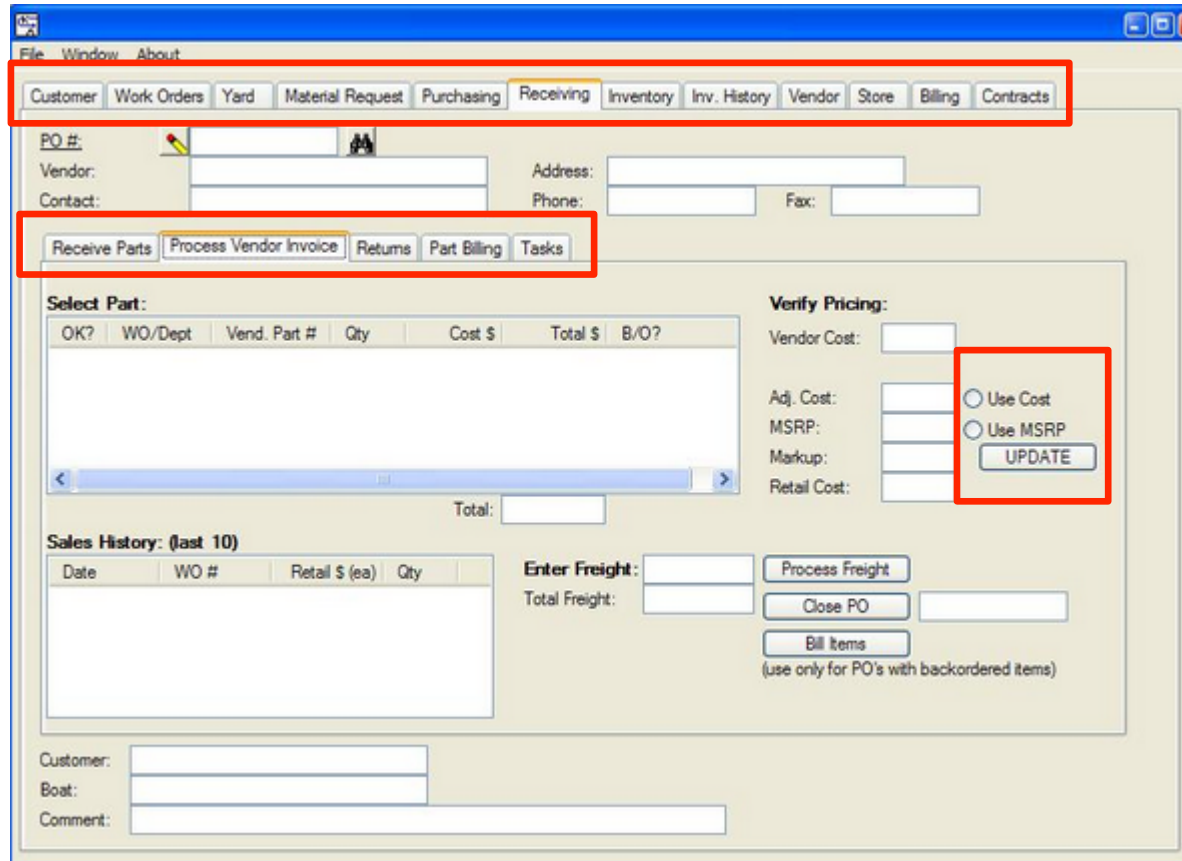 File Window About
Customer Work Orders Yard Material Request Purchasing Receiving Inventory Inv. History Vendor Store Billing Contracts
PO #:
Vendor: Address:
Contact: Phone: Fax:
Receive Parts Process Vendor Invoice Returns Part Billing Tasks
Select Part: Verify Pricing:
OK? WO/Dept Vend. Part # Qty Cost $ Total $ B/O? Vendor Cost:
Adj. Cost: Use Cost
MSRP: Use MSRP
Markup: UPDATE
Retail Cost:
Total:
Sales History: (last 10)
Date WO # Retail $ (ea) Qty Enter Freight: Process Freight
Total Freight: Close PO
Bill Items
(use only for PO's with backordered items)
Customer:
Boat:
Comment: